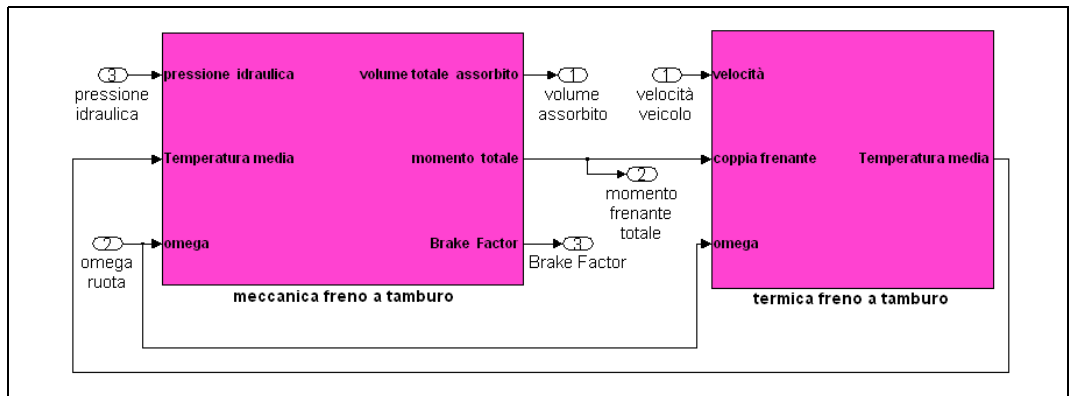 3
pressione
idraulica
pressione idraulica
volume totale assorbito
1
volume
assorbito
1
velocità
veicolo
velocità
Temperatura media
momento totale
2
momento
frenante
totale
coppia frenante
Temperatura media
2
omega
ruota
omega
Brake Factor
3
Brake Factor
omega
meccanica freno a tamburo
termica freno a tamburo